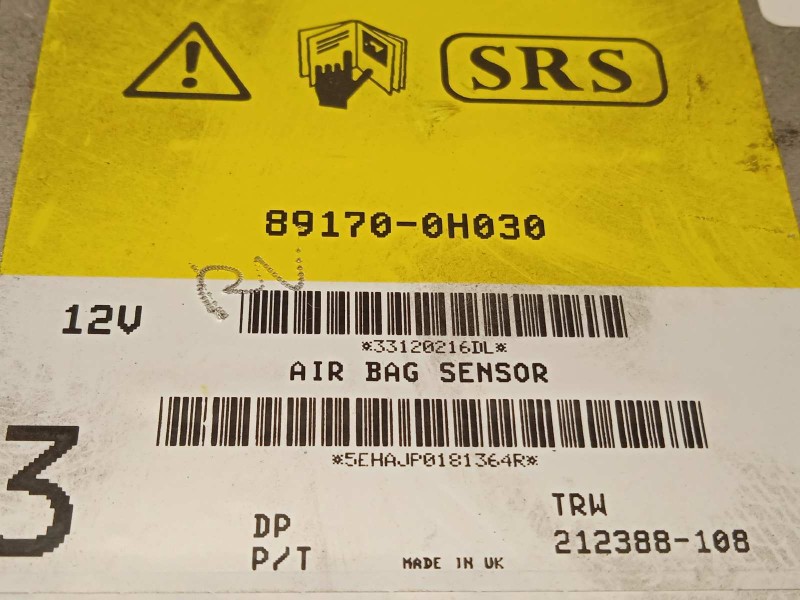 SRS
89170-0H030
12V
*33120216DL*
AIR BAG SENSOR
*5EHAJP0181364R*
3
DP
TRW
P/T
MADE IN UK
212388-108